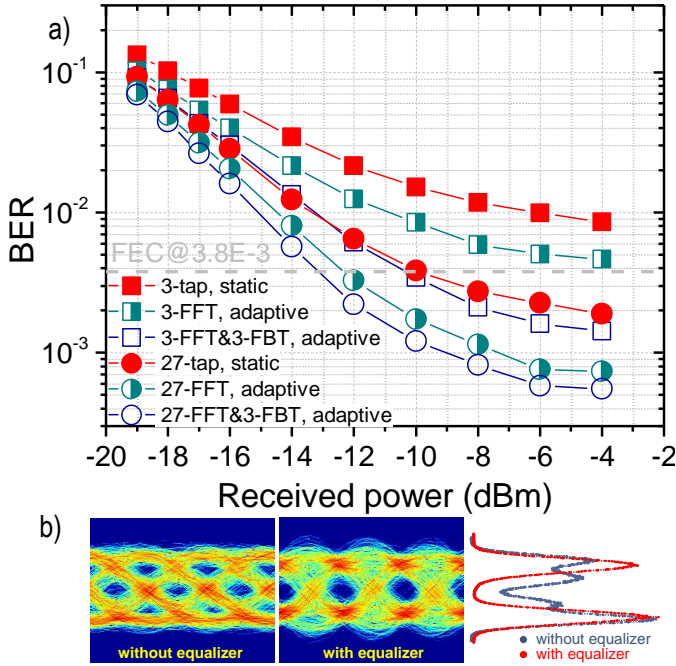 a)
BER
10^-1
10^-2
10^-3
FEC@3.8E-3
3-tap, static
3-FFT, adaptive
3-FFT&3-FBT, adaptive
27-tap, static
27-FFT, adaptive
27-FFT&3-FBT, adaptive
-20 -18 -16 -14 -12 -10 -8 -6 -4 -2
Received power (dBm)
b)
without equalizer
with equalizer
without equalizer
with equalizer